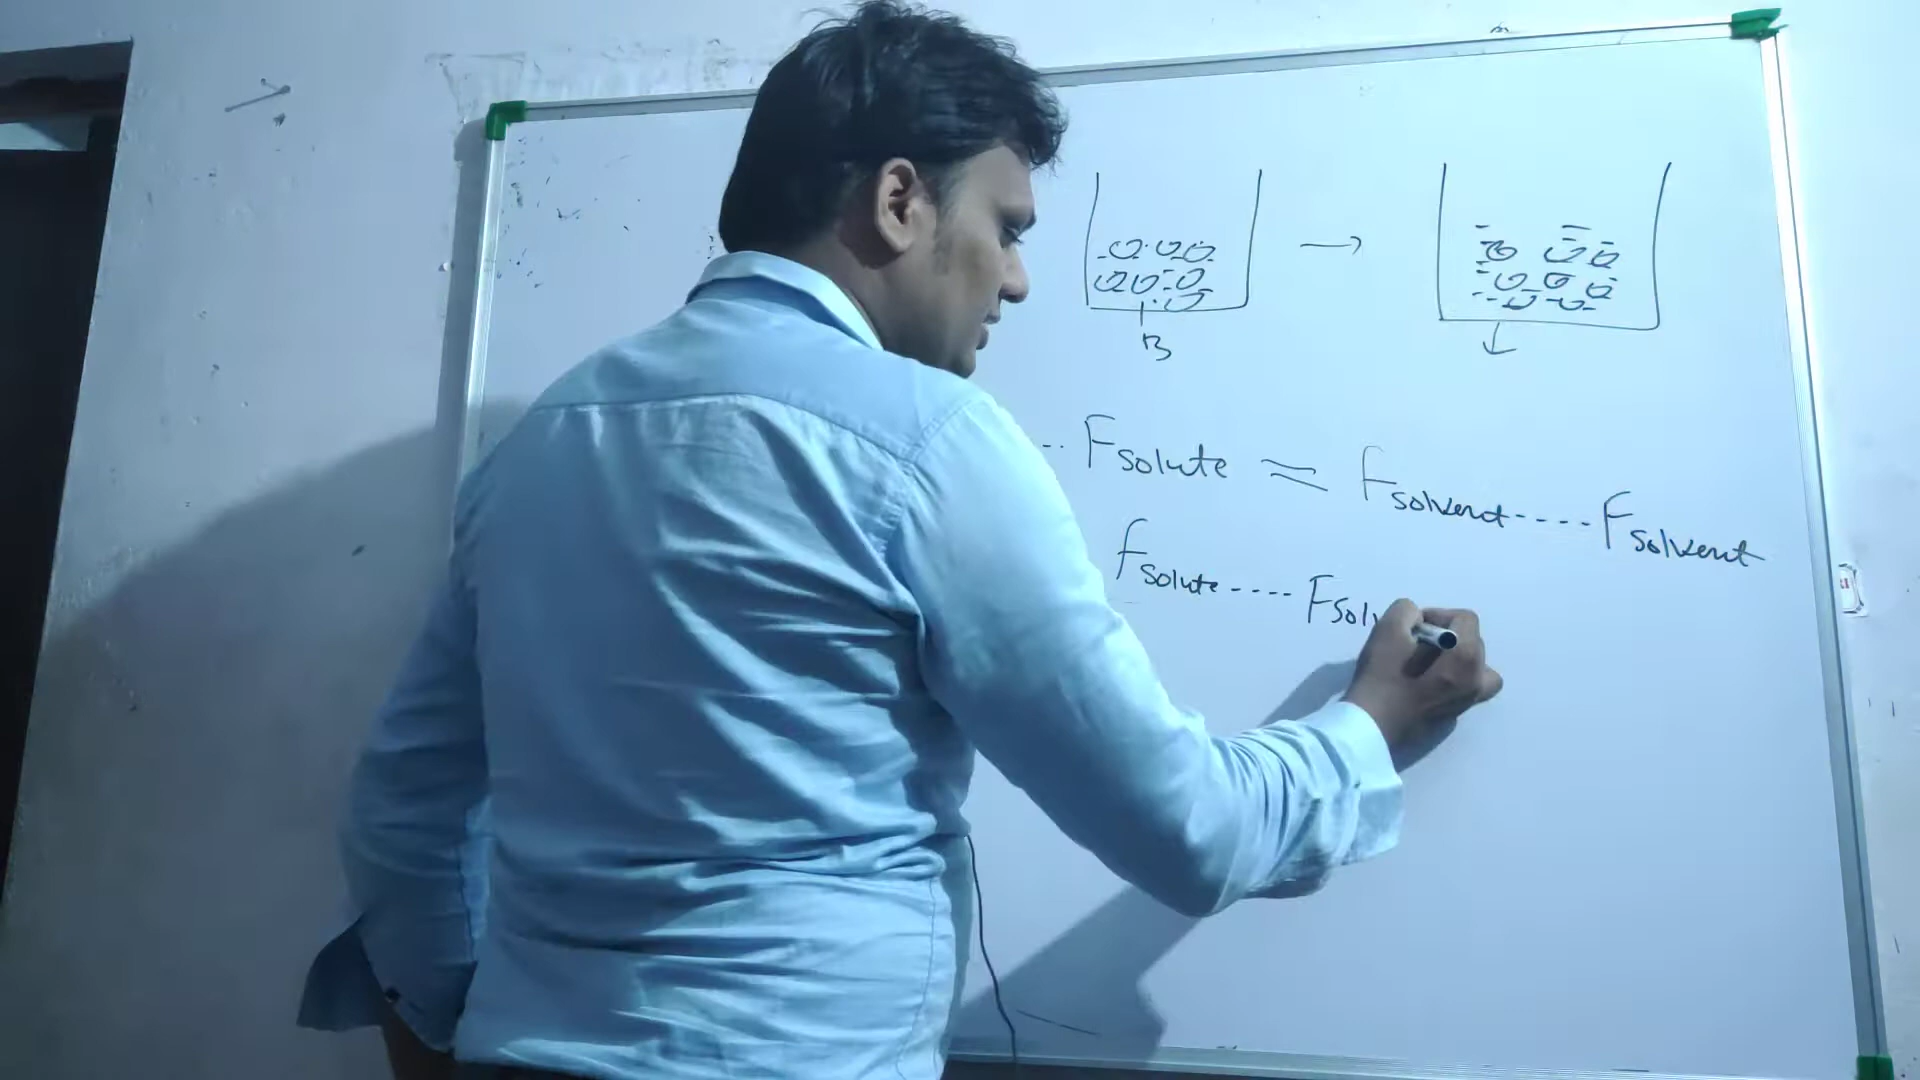 B
.. Fsolute ≈ Fsolvent ---- Fsolvent
fsolute ---- Fsolv